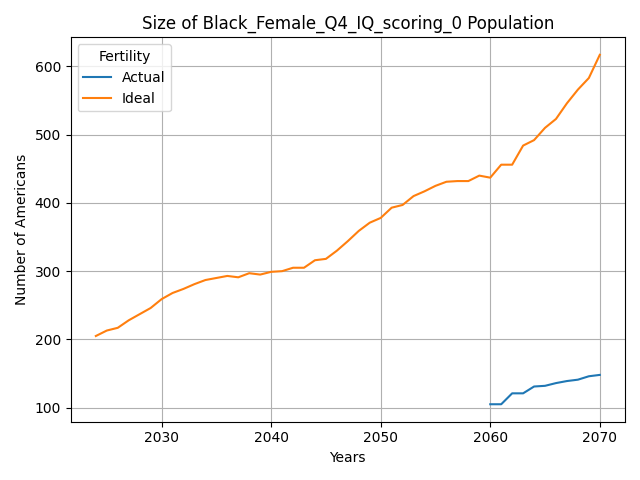 Size of Black_Female_Q4_IQ_scoring_0 Population
Fertility
Actual
Ideal
Number of Americans
600
500
400
300
200
100
2030 2040 2050 2060 2070
Years